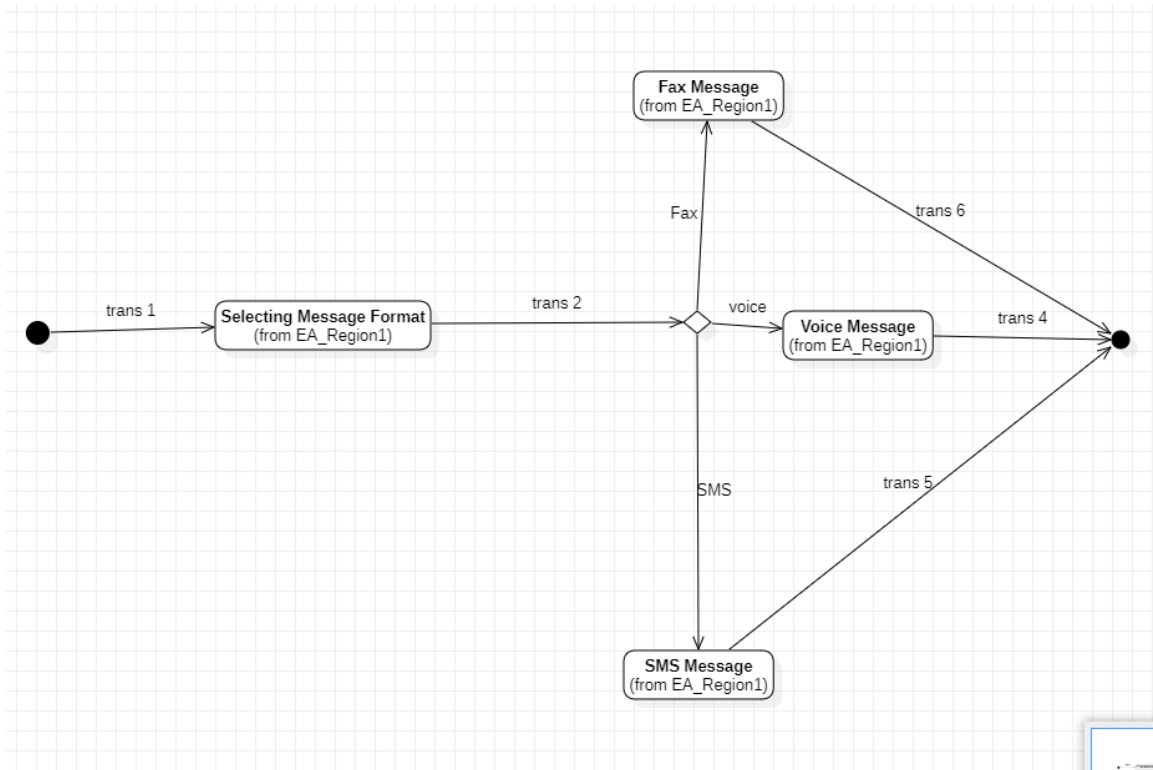 Fax Message
(from EA_Region1)
Fax
trans 6
trans 1
Selecting Message Format
(from EA_Region1)
trans 2
voice
Voice Message
(from EA_Region1)
trans 4
SMS
trans 5
SMS Message
(from EA_Region1)